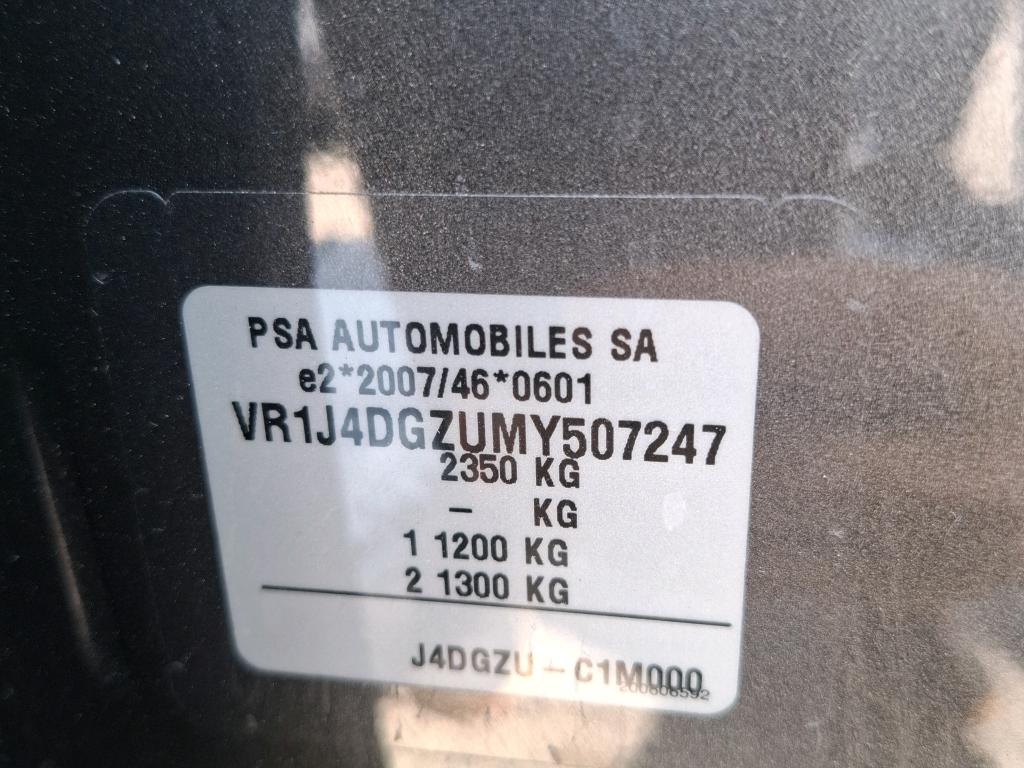 PSA AUTOMOBILES SA
e2*2007/46*0601
VR1J4DGZUMY507247
2350 KG
– KG
1 1200 KG
2 1300 KG
J4DGZU – C1M000